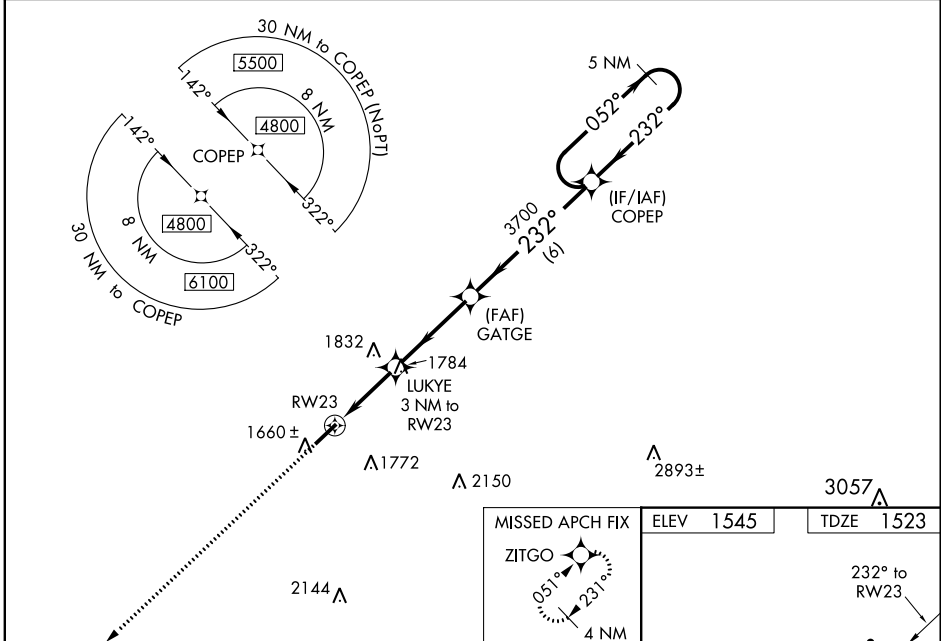 30 NM to COPEP (NoPT)
5500
142°
8 NM
4800
COPEP
322°
142°
4800
8 NM
322°
6100
30 NM to COPEP
5 NM
052°
232°
(IF/IAF)
COPEP
3700
232°
(6)
(FAF)
GATGE
1832
1784
LUKYE
3 NM to
RW23
RW23
1660 ±
1772
2150
2893±
3057
2144
MISSED APCH FIX
ZITGO
051°
231°
4 NM
ELEV 1545
TDZE 1523
232° to
RW23